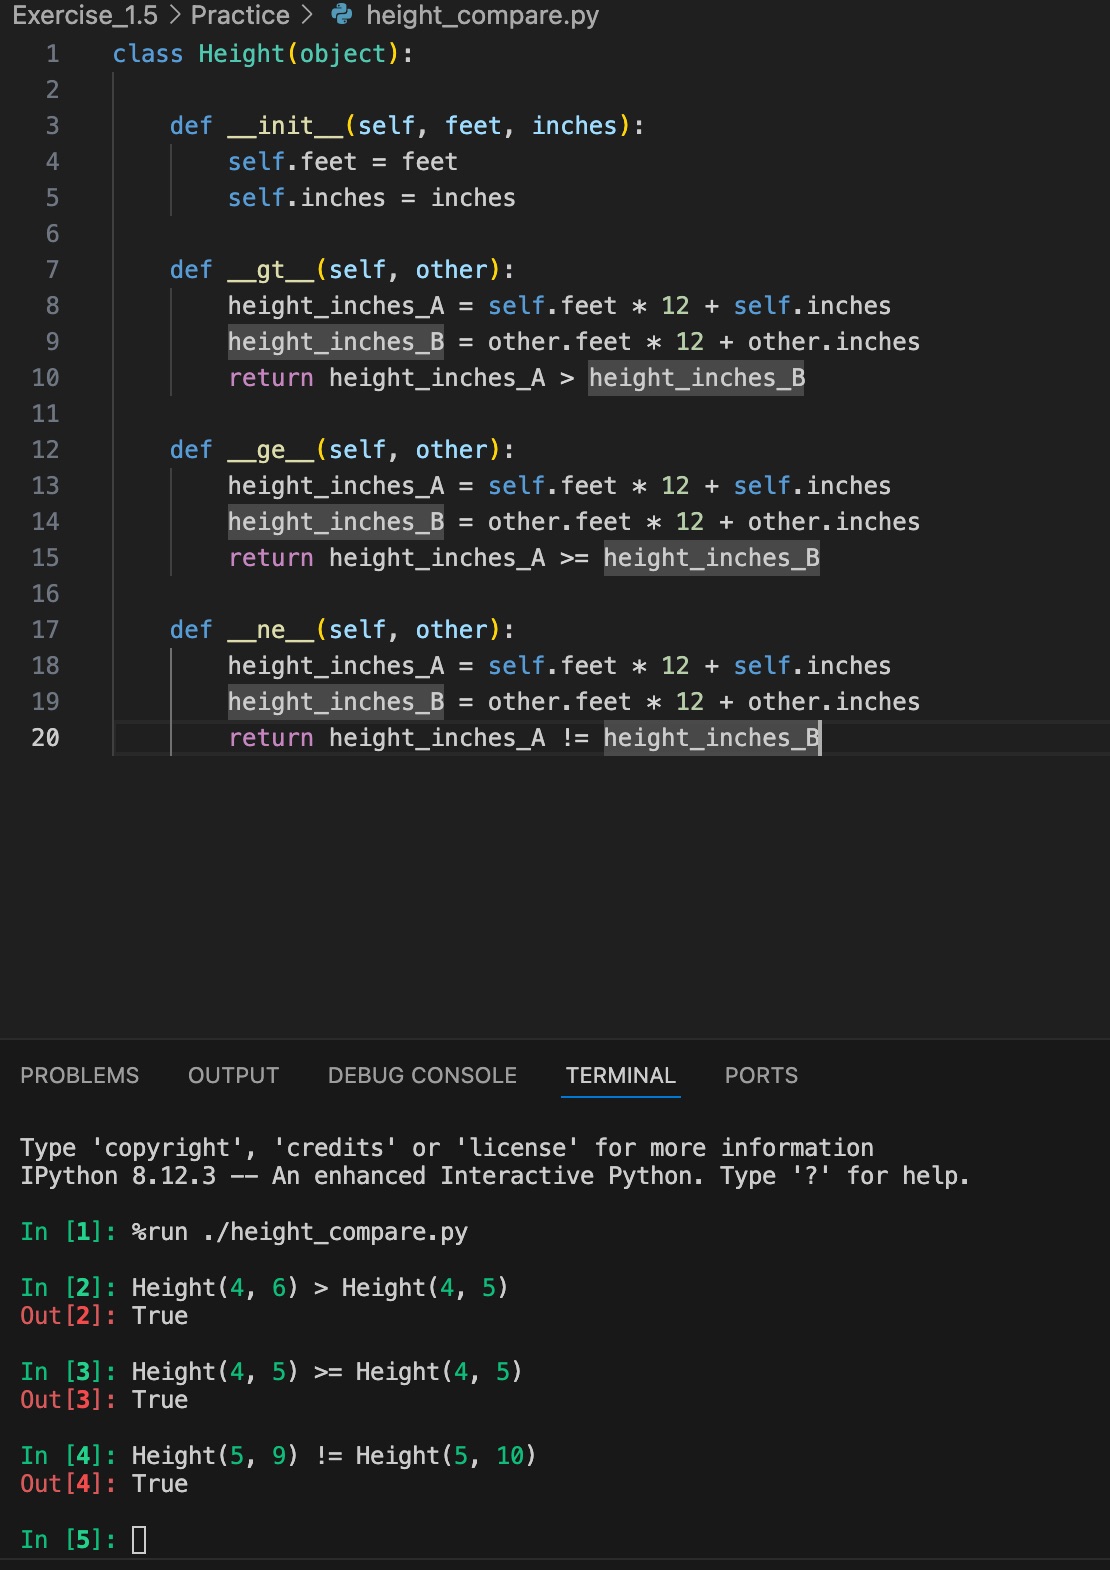 Exercise_1.5 > Practice > height_compare.py
1 class Height(object):
2
3     def __init__(self, feet, inches):
4         self.feet = feet
5         self.inches = inches
6
7     def __gt__(self, other):
8         height_inches_A = self.feet * 12 + self.inches
9         height_inches_B = other.feet * 12 + other.inches
10         return height_inches_A > height_inches_B
11
12     def __ge__(self, other):
13         height_inches_A = self.feet * 12 + self.inches
14         height_inches_B = other.feet * 12 + other.inches
15         return height_inches_A >= height_inches_B
16
17     def __ne__(self, other):
18         height_inches_A = self.feet * 12 + self.inches
19         height_inches_B = other.feet * 12 + other.inches
20         return height_inches_A != height_inches_B
PROBLEMS OUTPUT DEBUG CONSOLE TERMINAL PORTS
Type 'copyright', 'credits' or 'license' for more information
IPython 8.12.3 -- An enhanced Interactive Python. Type '?' for help.
In [1]: %run ./height_compare.py
In [2]: Height(4, 6) > Height(4, 5)
Out[2]: True
In [3]: Height(4, 5) >= Height(4, 5)
Out[3]: True
In [4]: Height(5, 9) != Height(5, 10)
Out[4]: True
In [5]: